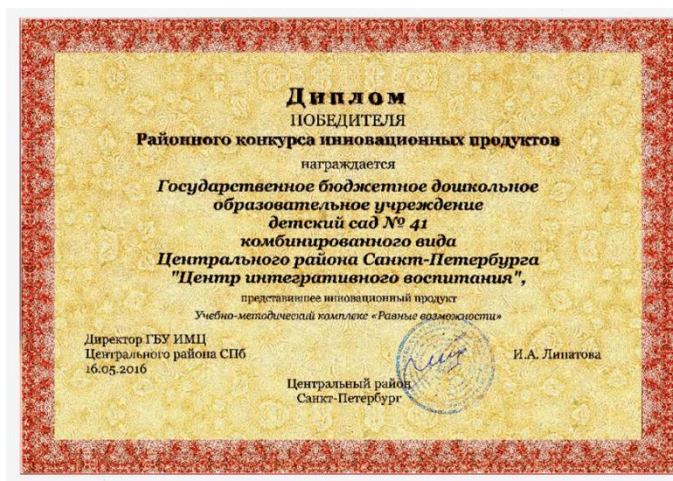 Диплом
ПОБЕДИТЕЛЯ
Районного конкурса инновационных продуктов
награждается
Государственное бюджетное дошкольное
образовательное учреждение
детский сад № 41
комбинированного вида
Центрального района Санкт-Петербурга
"Центр интегративного воспитания",
представившее инновационный продукт
Учебно-методический комплекс «Равные возможности»
Директор ГБУ ИМЦ
Центрального района СПб
16.05.2016
И.А. Липатова
Центральный район
Санкт-Петербург